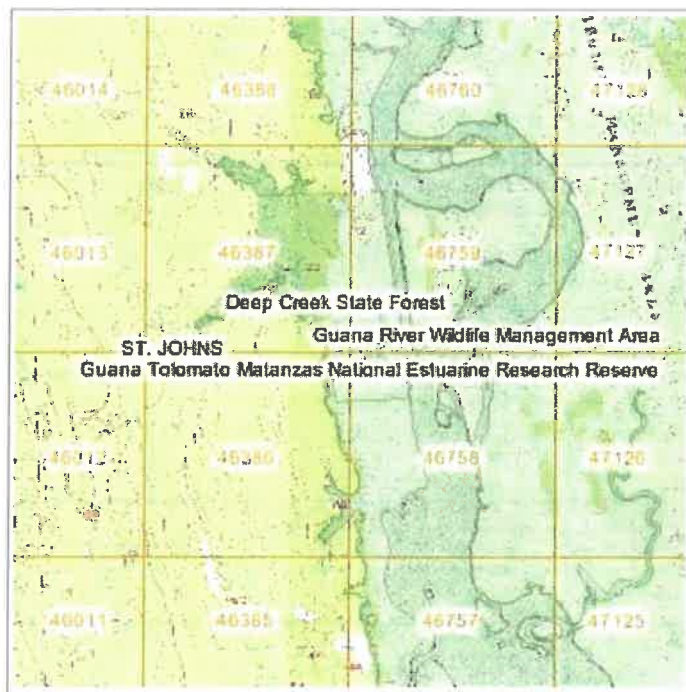 46014 46388 46760
46013 46387 46759 47127
Deep Creek State Forest
Guana River Wildlife Management Area
ST. JOHNS
Guana Tolomato Matanzas National Estuarine Research Reserve
46386 46758 47126
46011 46385 46757 47125